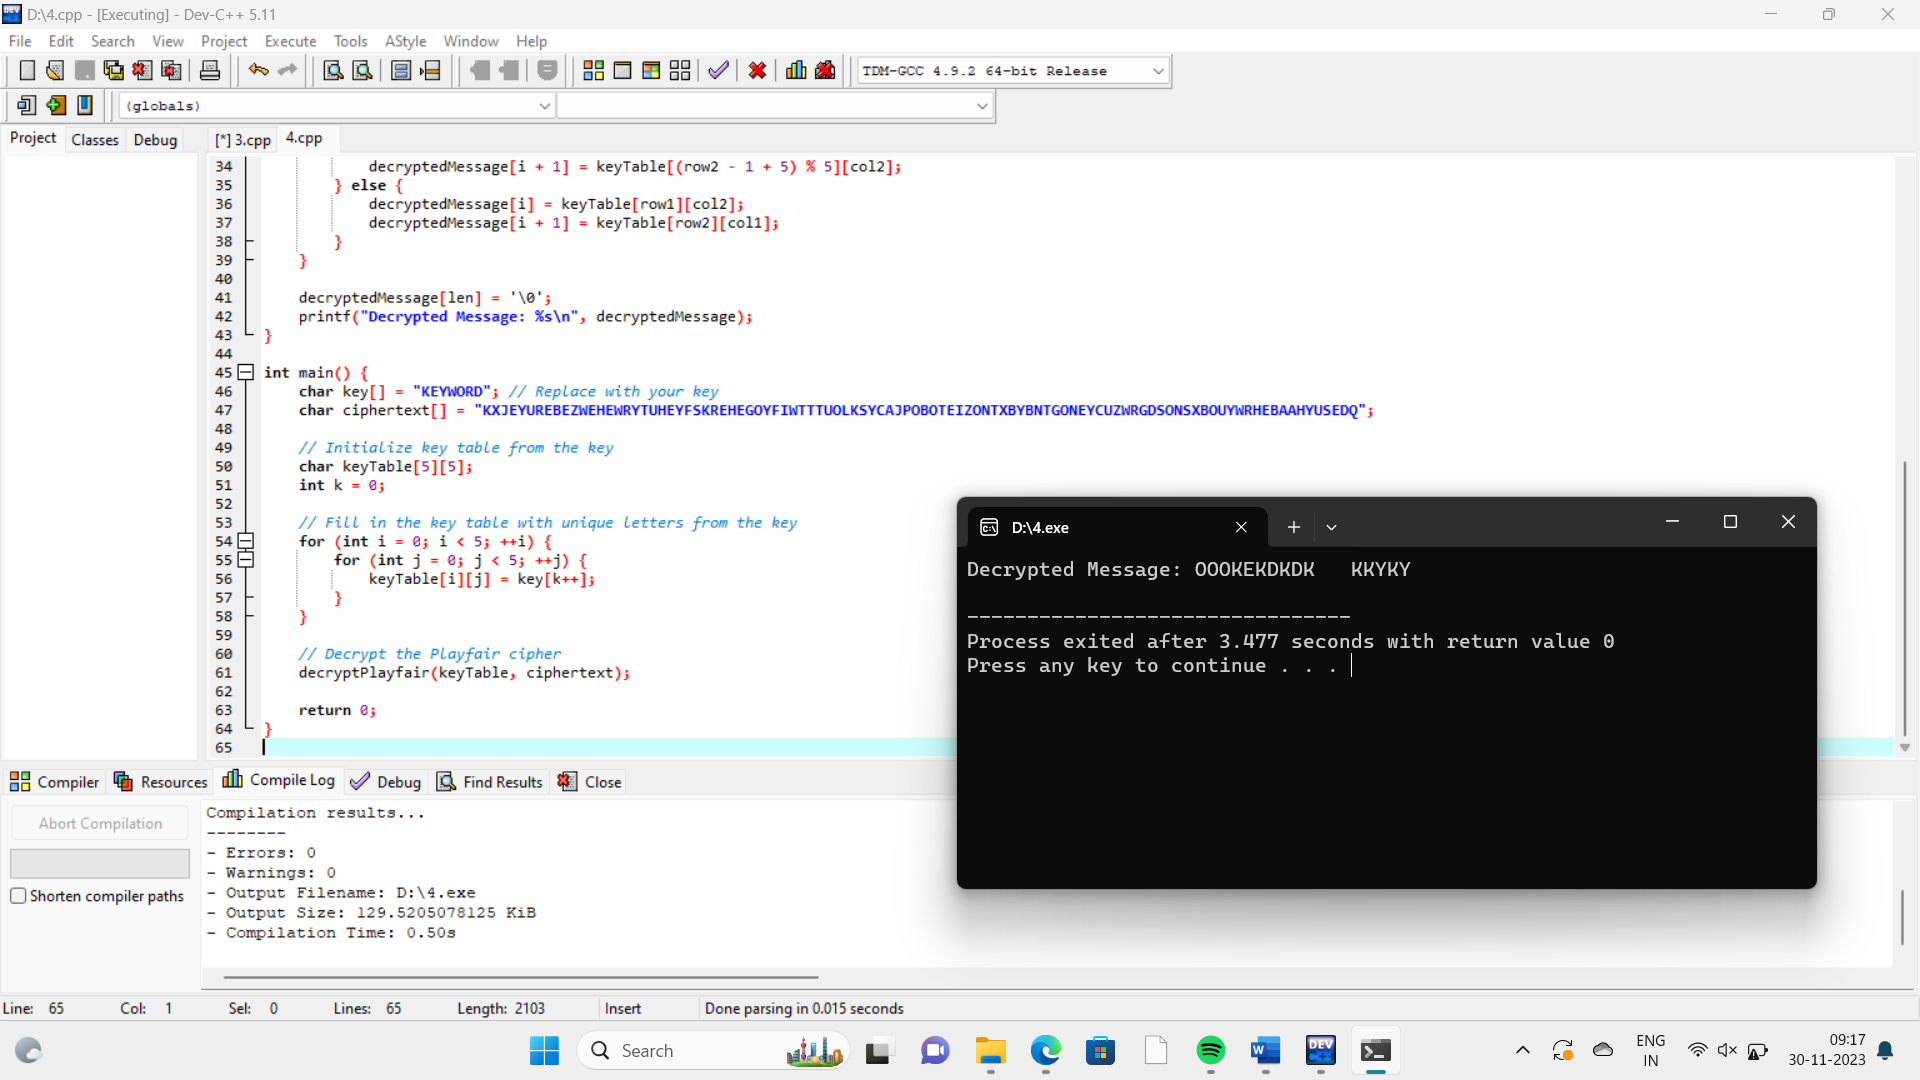 D:\4.cpp - [Executing] - Dev-C++ 5.11
File Edit Search View Project Execute Tools AStyle Window Help
TDM-GCC 4.9.2 64-bit Release
(globals)
Project Classes Debug [*] 3.cpp 4.cpp
34 decryptedMessage[i + 1] = keyTable[(row2 - 1 + 5) % 5][col2];
35 } else {
36 decryptedMessage[i] = keyTable[row1][col2];
37 decryptedMessage[i + 1] = keyTable[row2][col1];
38 }
39 }
40
41 decryptedMessage[len] = '\0';
42 printf("Decrypted Message: %s\n", decryptedMessage);
43 }
44
45 int main() {
46 char key[] = "KEYWORD"; // Replace with your key
47 char ciphertext[] = "KXJEYUREBEZWEHEWRYTUHEYFSKREHEGOYFIWTTTUOLKSYCAJPOBOTEIZONTXBYBNTGONEYCUZWRGDSONSXBOUYWRHEBAAHYUSEDQ";
48
49 // Initialize key table from the key
50 char keyTable[5][5];
51 int k = 0;
52
53 // Fill in the key table with unique letters from the key
54 for (int i = 0; i < 5; ++i) {
55 for (int j = 0; j < 5; ++j) {
56 keyTable[i][j] = key[k++];
57 }
58 }
59
60 // Decrypt the Playfair cipher
61 decryptPlayfair(keyTable, ciphertext);
62
63 return 0;
64 }
65
D:\4.exe
Decrypted Message: OOOKEKDKDK   KKYKY
--------------------------------
Process exited after 3.477 seconds with return value 0
Press any key to continue . . .
Compiler Resources Compile Log Debug Find Results Close
Abort Compilation
Shorten compiler paths
Compilation results...
--------
- Errors: 0
- Warnings: 0
- Output Filename: D:\4.exe
- Output Size: 129.5205078125 KiB
- Compilation Time: 0.50s
Line: 65 Col: 1 Sel: 0 Lines: 65 Length: 2103 Insert Done parsing in 0.015 seconds
Search
DEV
W
ENG
IN
09:17
30-11-2023